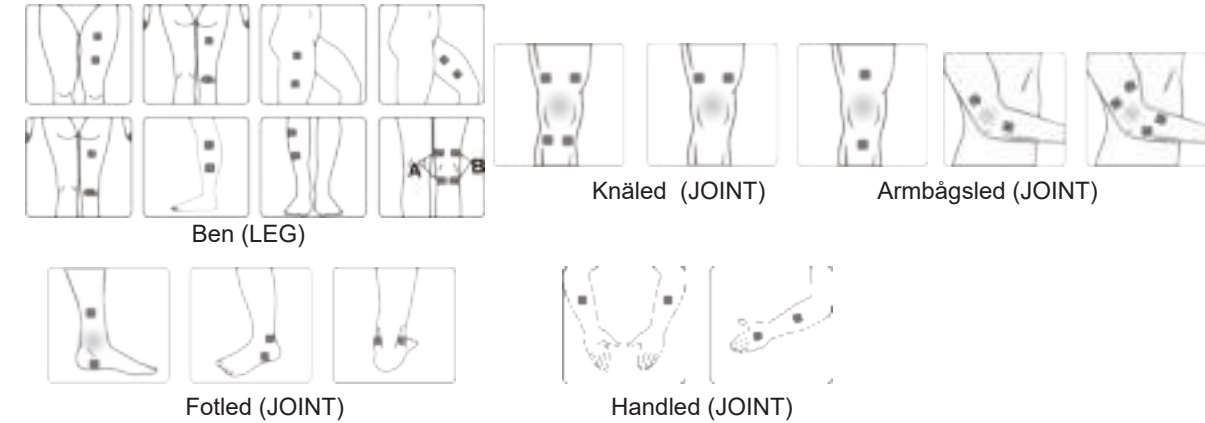 A B
Knäled (JOINT) Armbågsled (JOINT)
Ben (LEG)
Fotled (JOINT) Handled (JOINT)